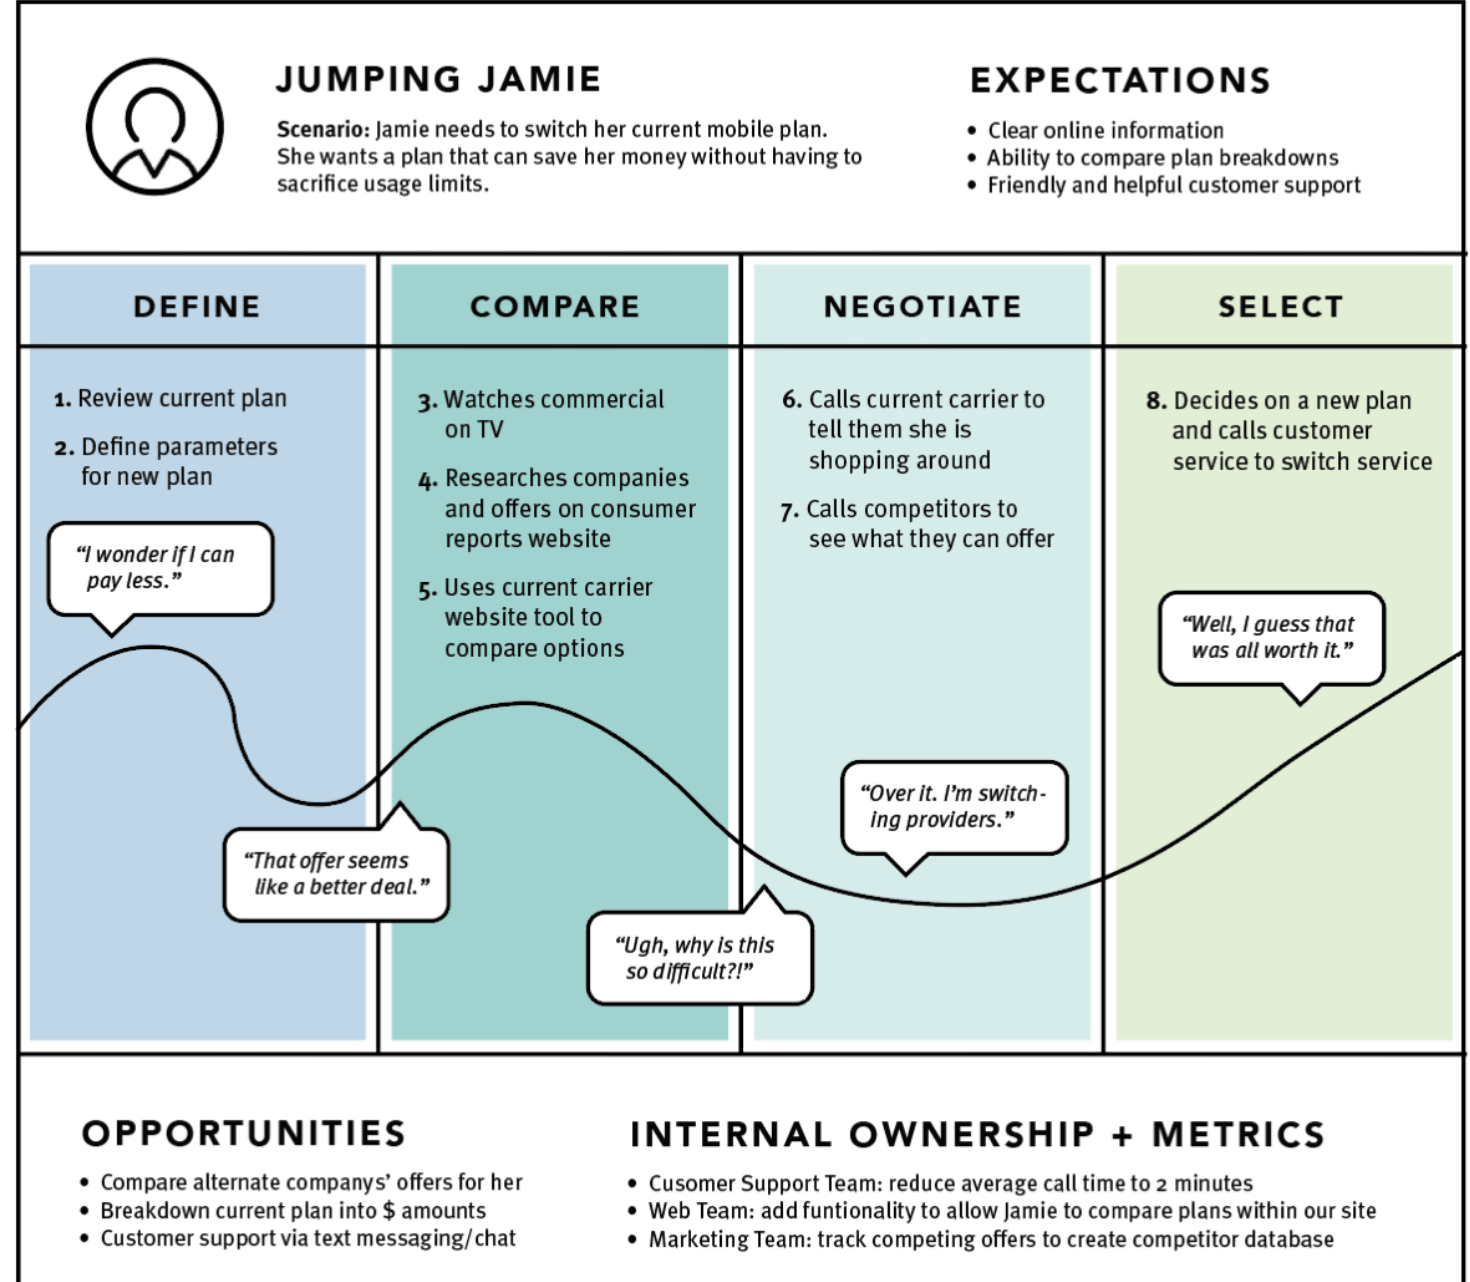 JUMPING JAMIE
Scenario: Jamie needs to switch her current mobile plan.
She wants a plan that can save her money without having to
sacrifice usage limits.
EXPECTATIONS
• Clear online information
• Ability to compare plan breakdowns
• Friendly and helpful customer support
DEFINE
1. Review current plan
2. Define parameters
for new plan
“I wonder if I can
pay less.”
COMPARE
3. Watches commercial
on TV
4. Researches companies
and offers on consumer
reports website
5. Uses current carrier
website tool to
compare options
“That offer seems
like a better deal.”
NEGOTIATE
6. Calls current carrier to
tell them she is
shopping around
7. Calls competitors to
see what they can offer
“Ugh, why is this
so difficult?!”
“Over it. I’m switch-
ing providers.”
SELECT
8. Decides on a new plan
and calls customer
service to switch service
“Well, I guess that
was all worth it.”
OPPORTUNITIES
• Compare alternate companys’ offers for her
• Breakdown current plan into $ amounts
• Customer support via text messaging/chat
INTERNAL OWNERSHIP + METRICS
• Cusomer Support Team: reduce average call time to 2 minutes
• Web Team: add funtionality to allow Jamie to compare plans within our site
• Marketing Team: track competing offers to create competitor database